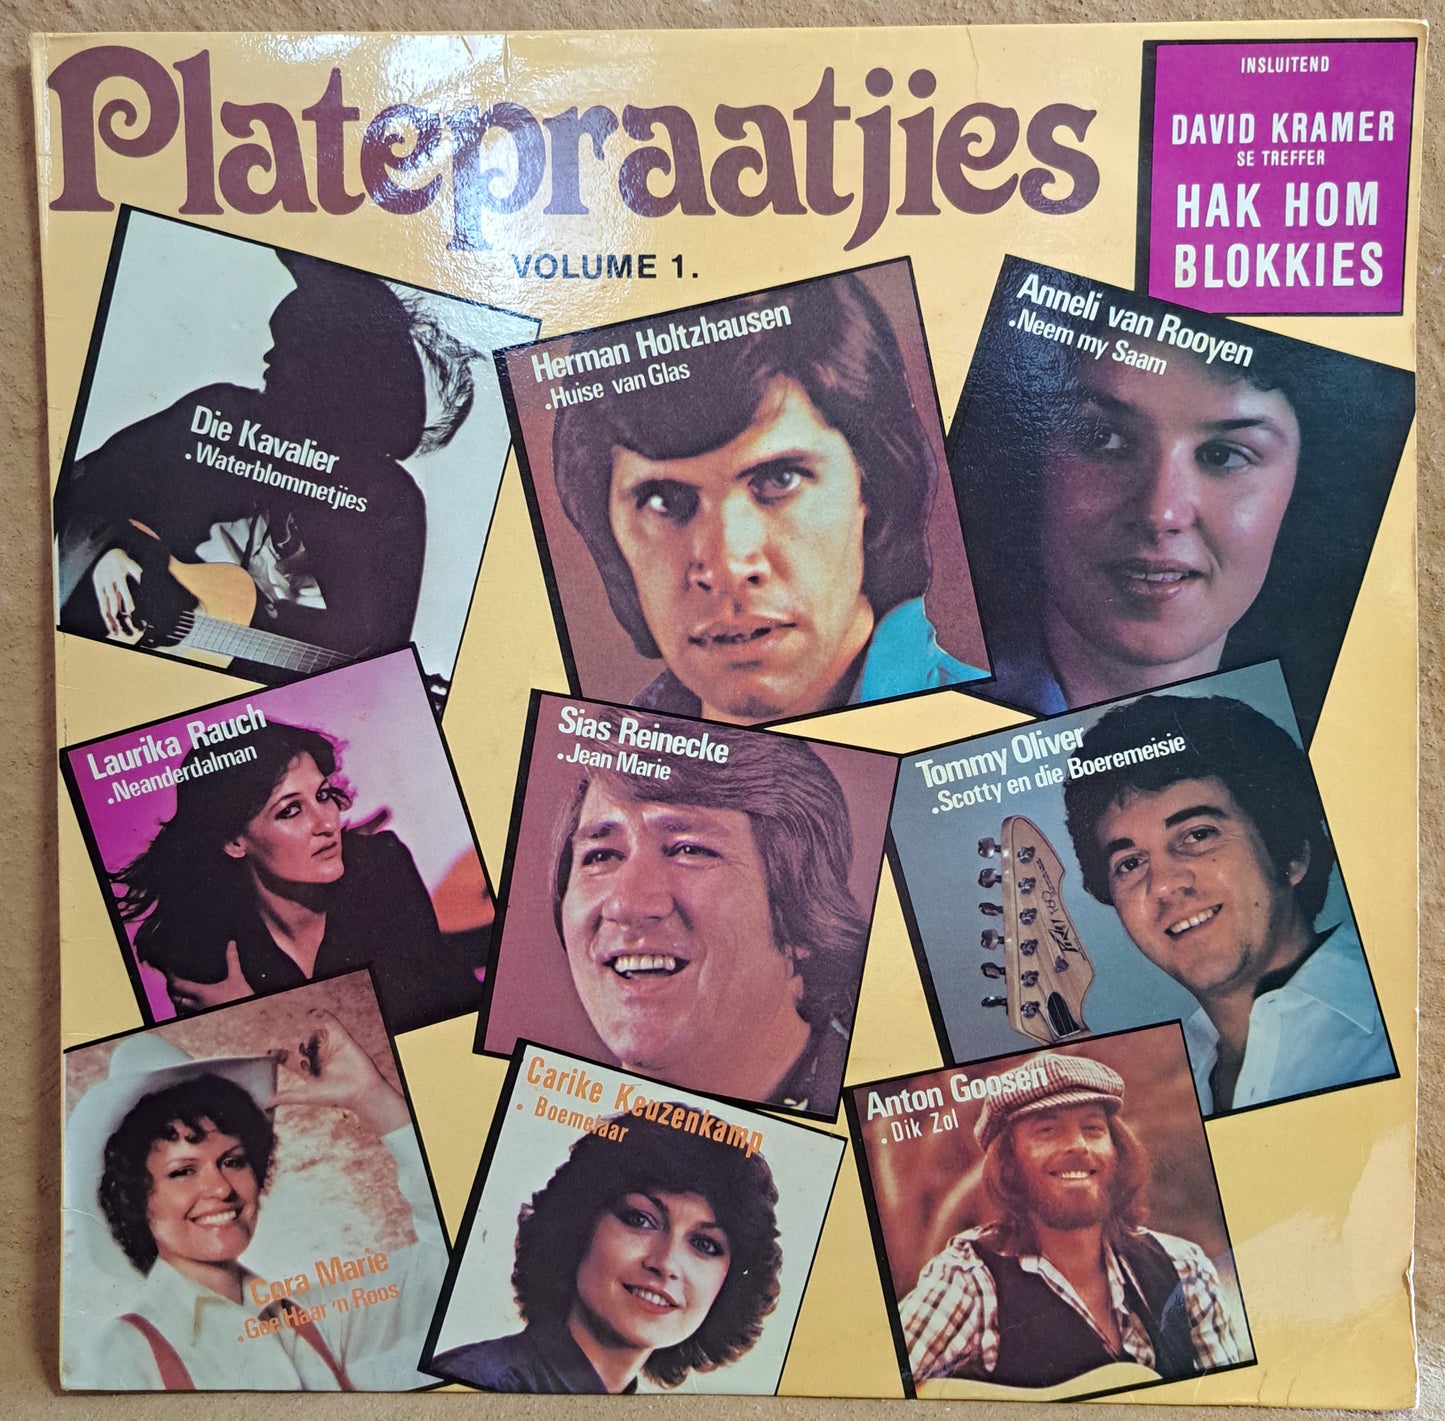 Platepraatjies
VOLUME 1.
INSLUITEND
DAVID KRAMER
SE TREFFER
HAK HOM
BLOKKIES
Die Kavalier
.Waterblommetjies
Herman Holtzhausen
.Huise van Glas
Anneli van Rooyen
.Neem my Saam
Laurika Rauch
.Neanderdalman
Sias Reinecke
.Jean Marie
Tommy Oliver
.Scotty en die Boeremeisie
Cora Marie
.Gee Haar 'n Roos
Carike Keuzenkamp
. Boemelaar
Anton Goosen
.Dik Zol